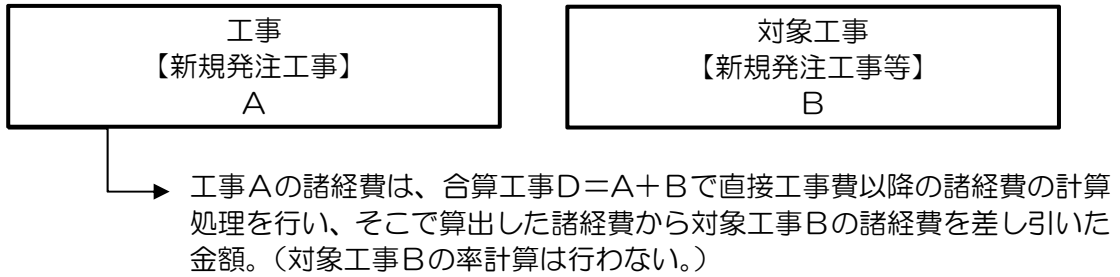 工事
【新規発注工事】
A
対象工事
【新規発注工事等】
B
工事Aの諸経費は、合算工事D=A+Bで直接工事費以降の諸経費の計算
処理を行い、そこで算出した諸経費から対象工事Bの諸経費を差し引いた
金額。(対象工事Bの率計算は行わない。)